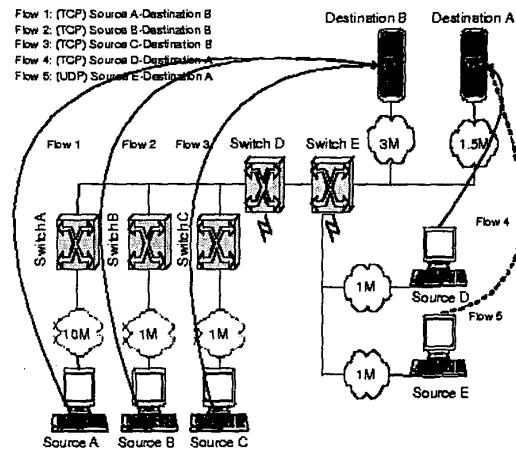 Flow 1: (TCP) Source A-Destination B
Flow 2: (TCP) Source B-Destination B
Flow 3: (TCP) Source C-Destination B
Flow 4: (TCP) Source D-Destination A
Flow 5: (UDP) Source E-Destination A
Destination B
Destination A
Flow 1
Flow 2
Flow 3
Switch D
Switch E
3M
1.5M
Switch A
Switch B
Switch C
Flow 4
1M
Source D
Flow 5
10M
1M
1M
1M
Source E
Source A
Source B
Source C